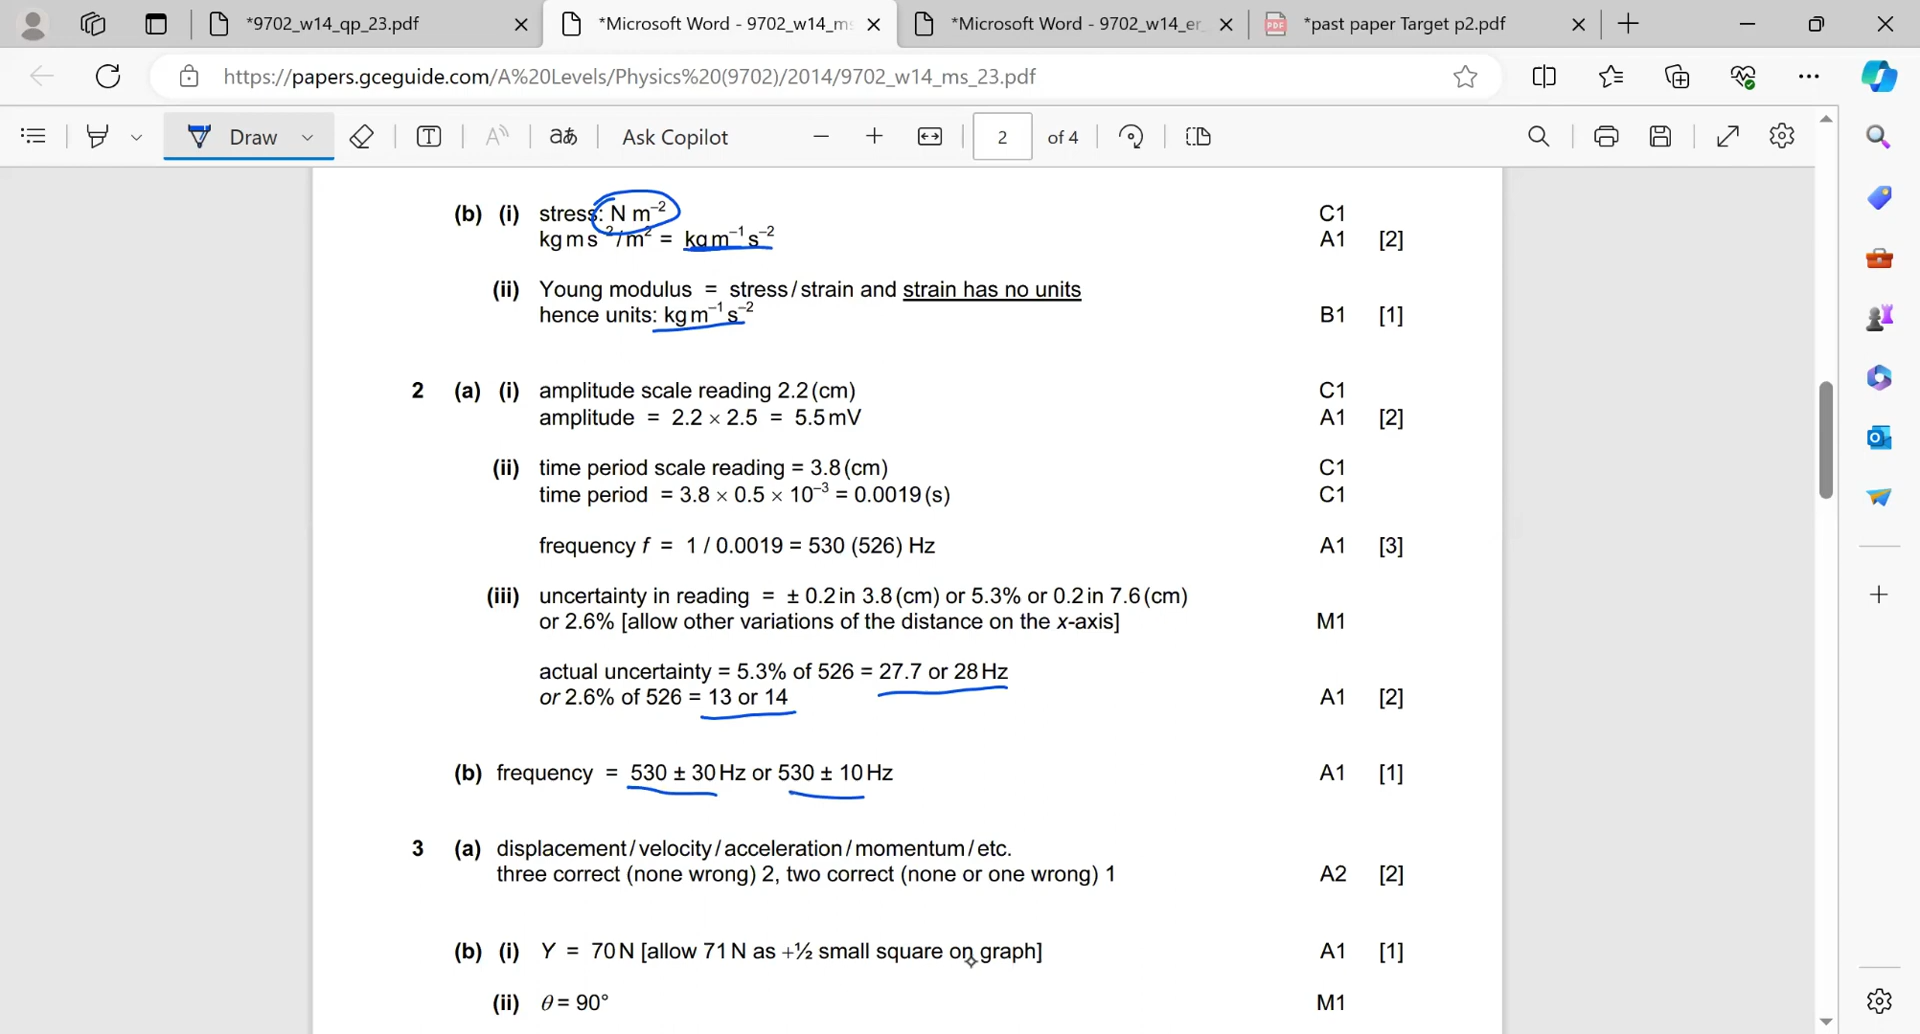 *9702_w14_qp_23.pdf
*Microsoft Word - 9702_w14_ms
*Microsoft Word - 9702_w14_er_
*past paper Target p2.pdf
https://papers.gceguide.com/A%20Levels/Physics%20(9702)/2014/9702_w14_ms_23.pdf
Draw
aあ
Ask Copilot
2 of 4
(b) (i) stress: N m⁻² C1
kg m s⁻²/m² = kg m⁻¹ s⁻² A1 [2]
(ii) Young modulus = stress/strain and strain has no units
hence units: kg m⁻¹ s⁻² B1 [1]
2 (a) (i) amplitude scale reading 2.2 (cm) C1
amplitude = 2.2 × 2.5 = 5.5 mV A1 [2]
(ii) time period scale reading = 3.8 (cm) C1
time period = 3.8 × 0.5 × 10⁻³ = 0.0019 (s) C1
frequency f = 1 / 0.0019 = 530 (526) Hz A1 [3]
(iii) uncertainty in reading = ± 0.2 in 3.8 (cm) or 5.3% or 0.2 in 7.6 (cm)
or 2.6% [allow other variations of the distance on the x-axis] M1
actual uncertainty = 5.3% of 526 = 27.7 or 28 Hz
or 2.6% of 526 = 13 or 14 A1 [2]
(b) frequency = 530 ± 30 Hz or 530 ± 10 Hz A1 [1]
3 (a) displacement / velocity / acceleration / momentum / etc.
three correct (none wrong) 2, two correct (none or one wrong) 1 A2 [2]
(b) (i) Y = 70 N [allow 71 N as +½ small square on graph] A1 [1]
(ii) θ = 90° M1